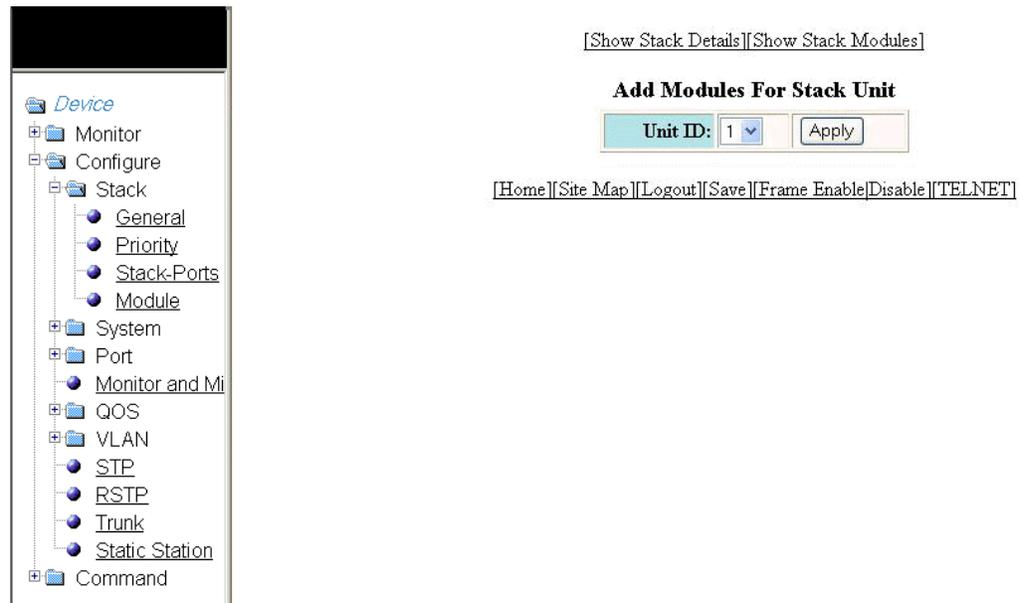 Device
Monitor
Configure
Stack
General
Priority
Stack-Ports
Module
System
Port
Monitor and Mi
QOS
VLAN
STP
RSTP
Trunk
Static Station
Command
[Show Stack Details][Show Stack Modules]
Add Modules For Stack Unit
Unit ID: 1 Apply
[Home][Site Map][Logout][Save][Frame Enable|Disable][TELNET]